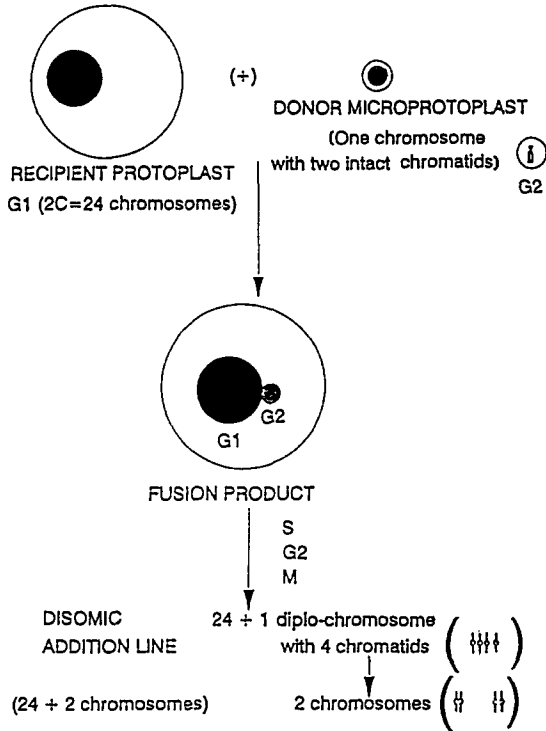 (+)
DONOR MICROPROTOPLAST
(One chromosome
with two intact chromatids)
G2
RECIPIENT PROTOPLAST
G1 (2C=24 chromosomes)
G2
G1
FUSION PRODUCT
S
G2
M
DISOMIC 24 + 1 diplo-chromosome
ADDITION LINE with 4 chromatids
(24 + 2 chromosomes) 2 chromosomes